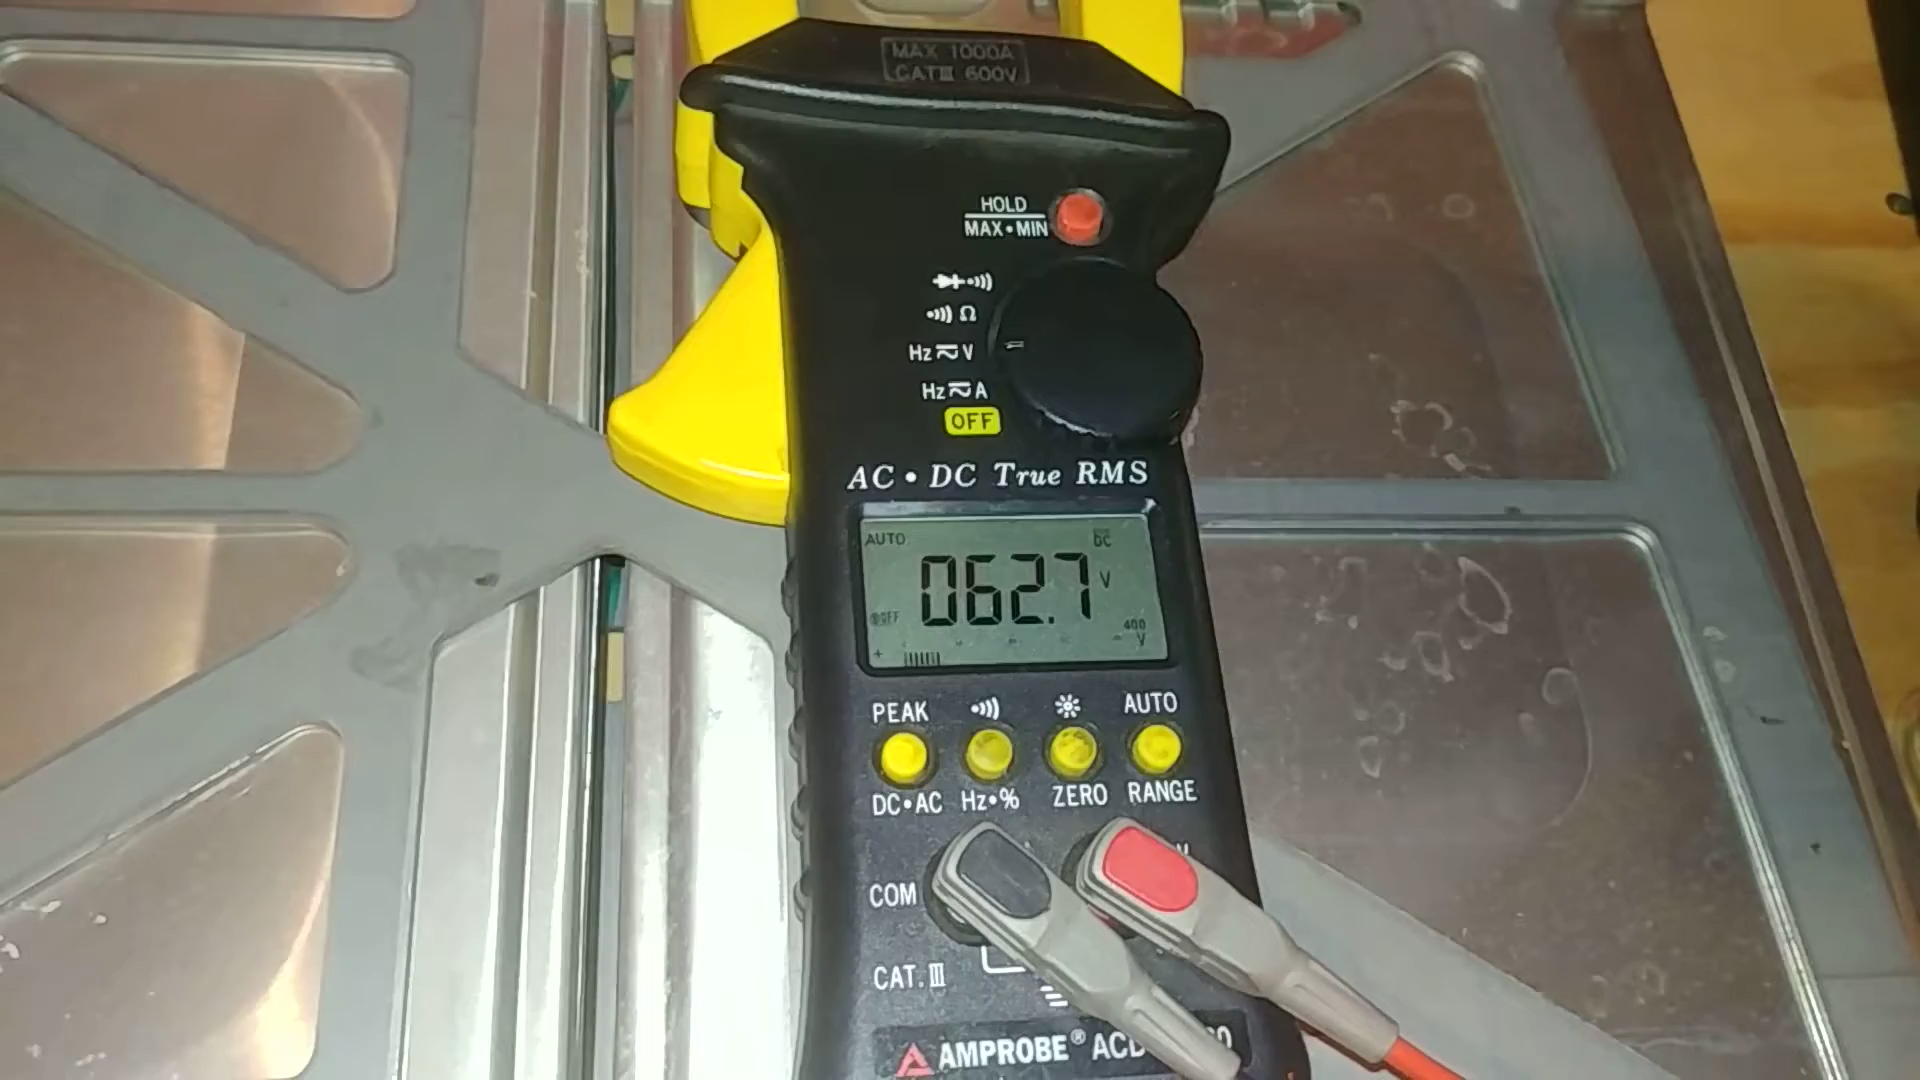 MAX 1000A
CAT III 600V
HOLD
MAX•MIN
Ω
Hz V
Hz A
OFF
AC • DC True RMS
AUTO DC
062.7 V
OFF 400
V
+
PEAK AUTO
DC•AC Hz•% ZERO RANGE
COM
CAT. III
AMPROBE®